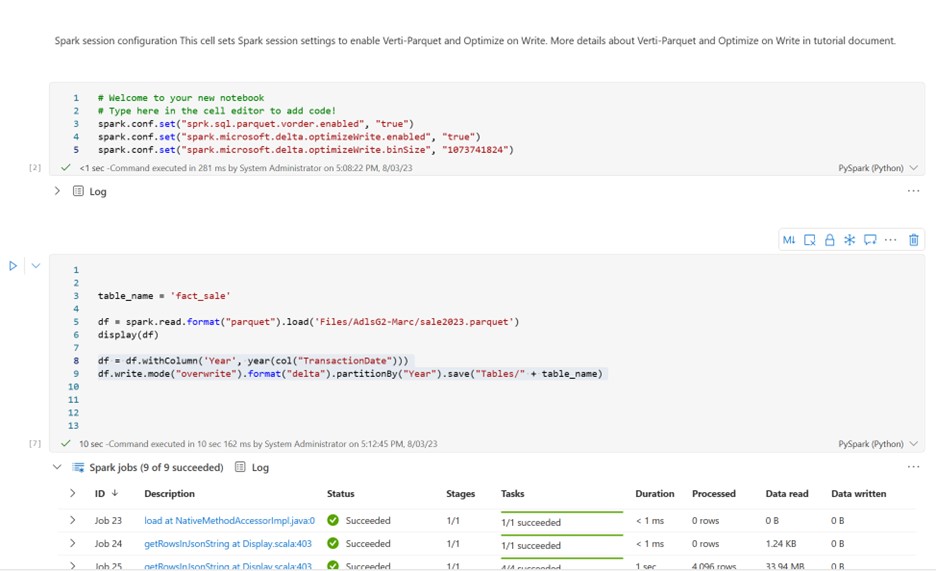 Spark session configuration This cell sets Spark session settings to enable Verti-Parquet and Optimize on Write. More details about Verti-Parquet and Optimize on Write in tutorial document.
1 # Welcome to your new notebook
2 # Type here in the cell editor to add code!
3 spark.conf.set("sprk.sql.parquet.vorder.enabled", "true")
4 spark.conf.set("spark.microsoft.delta.optimizeWrite.enabled", "true")
5 spark.conf.set("spark.microsoft.delta.optimizeWrite.binSize", "1073741824")
[2] <1 sec -Command executed in 281 ms by System Administrator on 5:08:22 PM, 8/03/23 PySpark (Python)
Log
M↓
1
2
3 table_name = 'fact_sale'
4
5 df = spark.read.format("parquet").load('Files/AdlsG2-Marc/sale2023.parquet')
6 display(df)
7
8 df = df.withColumn('Year', year(col("TransactionDate")))
9 df.write.mode("overwrite").format("delta").partitionBy("Year").save("Tables/" + table_name)
10
11
12
13
[7] 10 sec -Command executed in 10 sec 162 ms by System Administrator on 5:12:45 PM, 8/03/23 PySpark (Python)
Spark jobs (9 of 9 succeeded) Log
ID ↓ Description Status Stages Tasks Duration Processed Data read Data written
Job 23 load at NativeMethodAccessorImpl.java:0 Succeeded 1/1 1/1 succeeded < 1 ms 0 rows 0 B 0 B
Job 24 getRowsInJsonString at Display.scala:403 Succeeded 1/1 1/1 succeeded < 1 ms 0 rows 1.24 KB 0 B
Job 25 getRowsInJsonString at Display.scala:403 Succeeded 1/1 4/4 succeeded 1 sec 4,096 rows 33.94 MB 0 B